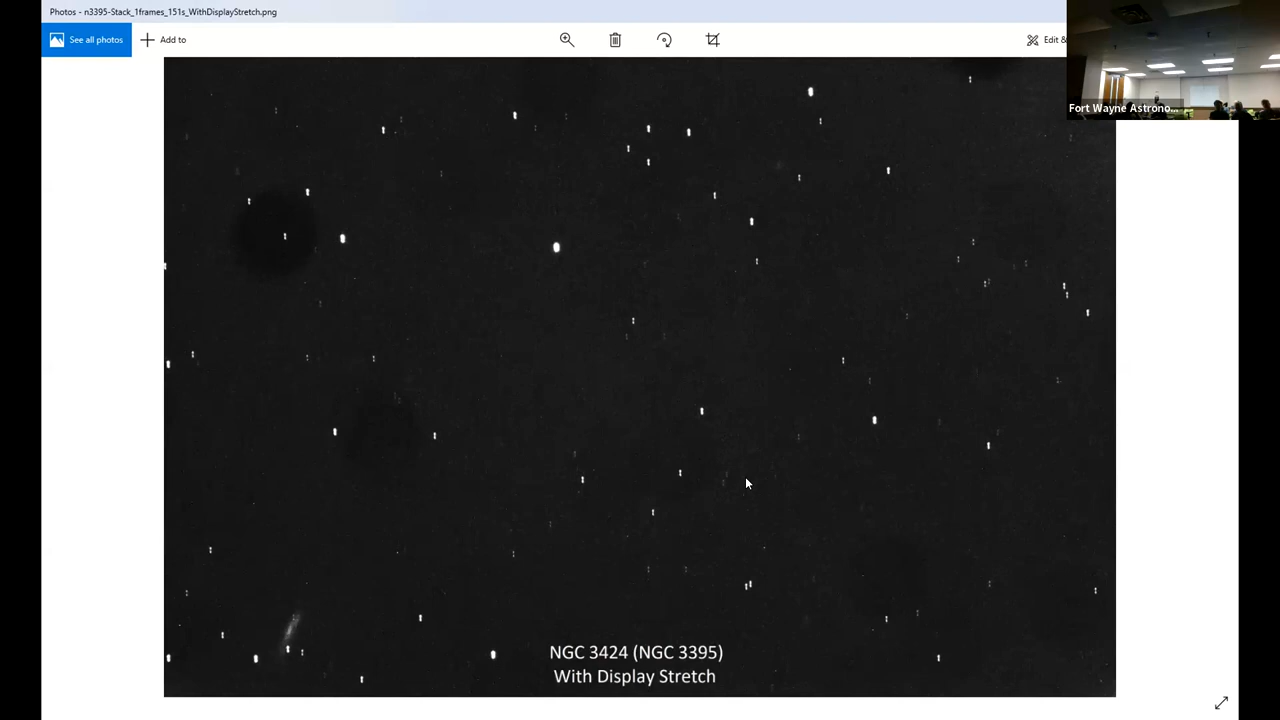 Photos - n3395-Stack_1frames_151s_WithDisplayStretch.png
See all photos
Add to
Edit &
Fort Wayne Astrono...
NGC 3424 (NGC 3395)
With Display Stretch